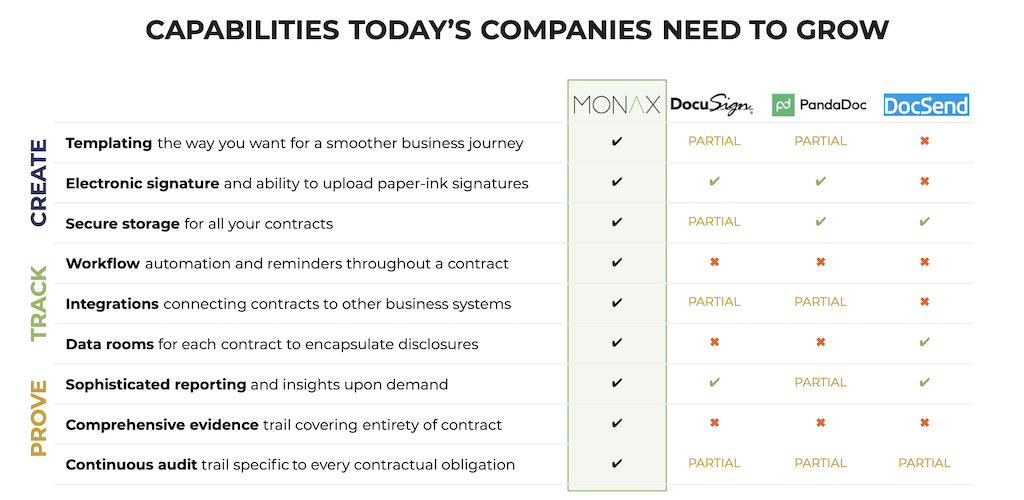 CAPABILITIES TODAY'S COMPANIES NEED TO GROW
MONAX DocuSign PandaDoc DocSend
CREATE
Templating the way you want for a smoother business journey ✔ PARTIAL PARTIAL ✖
Electronic signature and ability to upload paper-ink signatures ✔ ✔ ✔ ✖
Secure storage for all your contracts ✔ PARTIAL ✔ ✔
TRACK
Workflow automation and reminders throughout a contract ✔ ✖ ✖ ✖
Integrations connecting contracts to other business systems ✔ PARTIAL PARTIAL ✖
Data rooms for each contract to encapsulate disclosures ✔ ✖ ✖ ✔
PROVE
Sophisticated reporting and insights upon demand ✔ ✔ PARTIAL ✔
Comprehensive evidence trail covering entirety of contract ✔ ✖ ✖ ✖
Continuous audit trail specific to every contractual obligation ✔ PARTIAL PARTIAL PARTIAL